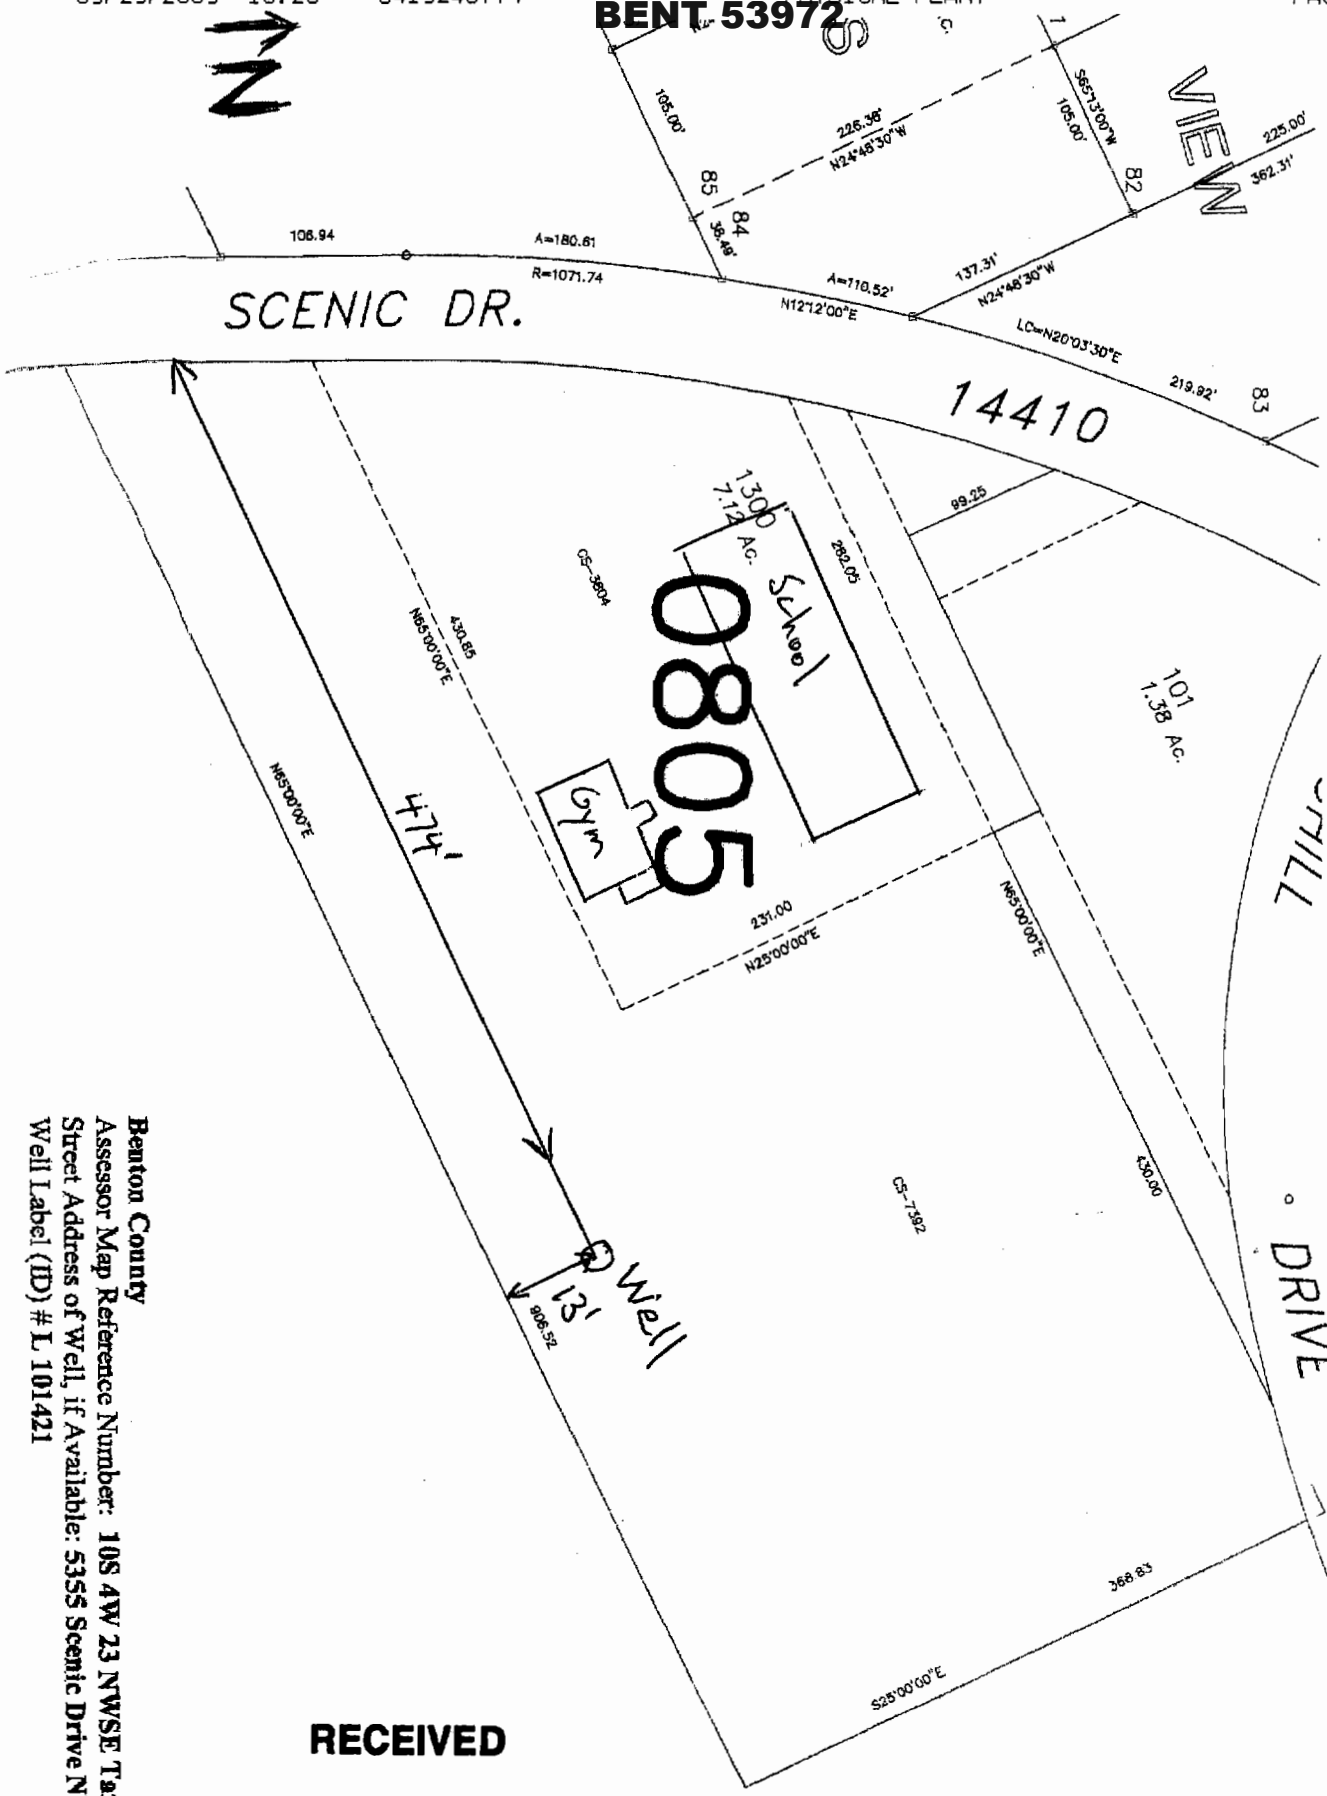 BENT 53972
N
VIEW
S
1
105.00'
226.38'
N24°48'30"W
S65°13'00"W
105.00'
82
225.00'
362.31'
85
84
38.49'
106.94
A=180.61
R=1071.74
A=110.52'
N12°12'00"E
137.31'
N24°48'30"W
LC=N20°03'30"E
219.92'
83
SCENIC DR.
14410
1300
7.12 AC.
99.25
282.05
CS-3804
School
0805
430.85
N65°00'00"E
101
1.38 AC.
Gym
474'
N65°00'00"E
231.00
N25°00'00"E
N65°00'00"E
430.00
CS-7392
DRIVE
Well
13'
906.52
368.83
S25°00'00"E
Benton County
Assessor Map Reference Number: 10S 4W 23 NWSE
Street Address of Well, if Available: 5355 Scenic Drive N
Well Label (ID) # L 101421
RECEIVED